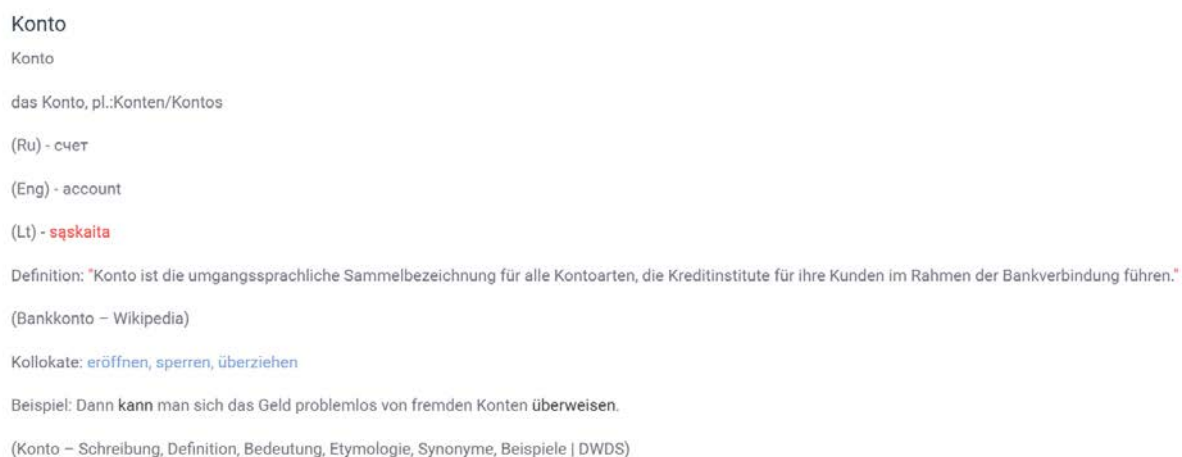 Konto
Konto
das Konto, pl.:Konten/Kontos
(Ru) - счет
(Eng) - account
(Lt) - sąskaita
Definition: "Konto ist die umgangssprachliche Sammelbezeichnung für alle Kontoarten, die Kreditinstitute für ihre Kunden im Rahmen der Bankverbindung führen."
(Bankkonto – Wikipedia)
Kollokate: eröffnen, sperren, überziehen
Beispiel: Dann kann man sich das Geld problemlos von fremden Konten überweisen.
(Konto – Schreibung, Definition, Bedeutung, Etymologie, Synonyme, Beispiele | DWDS)